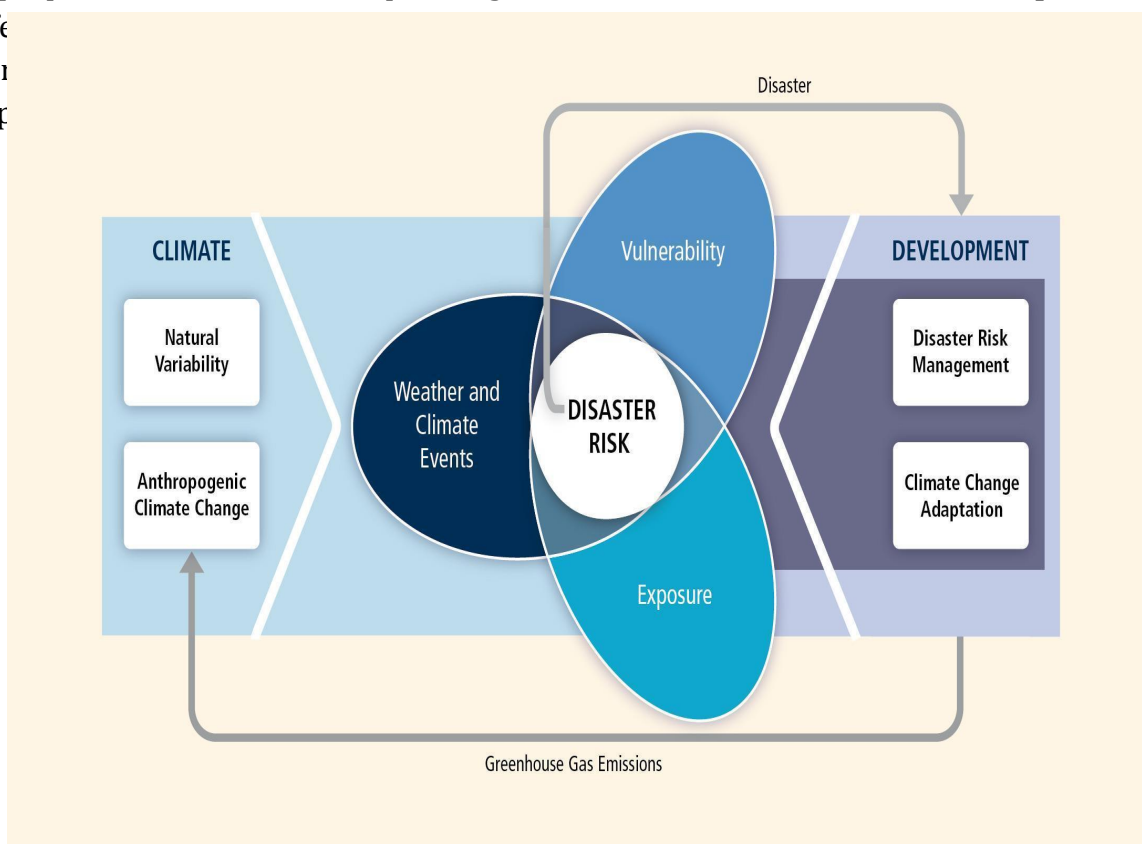 Disaster
CLIMATE
Natural
Variability
Anthropogenic
Climate Change
Vulnerability
Weather and
Climate
Events
DISASTER
RISK
Exposure
DEVELOPMENT
Disaster Risk
Management
Climate Change
Adaptation
Greenhouse Gas Emissions